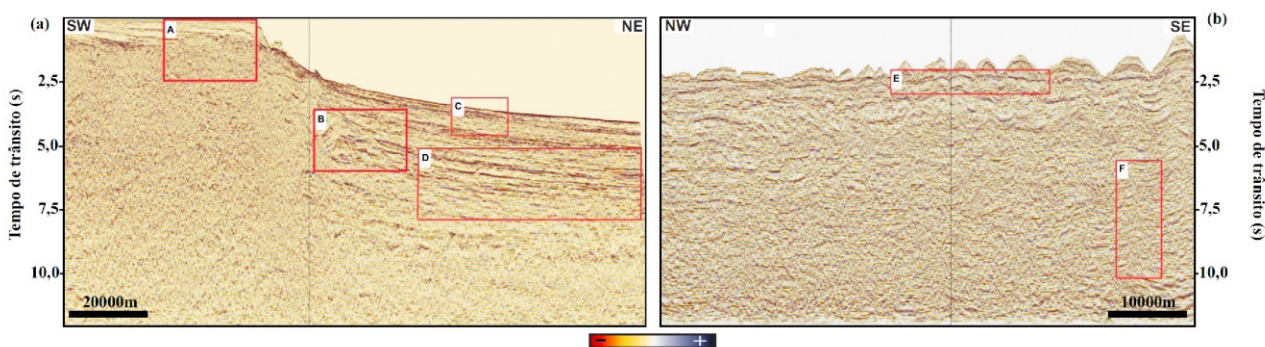 (a)
SW
NE
A
B
C
D
Tempo de trânsito (s)
2,5
5,0
7,5
10,0
20000m
NW
SE
(b)
E
F
2,5
5,0
7,5
10,0
Tempo de trânsito (s)
10000m
- +